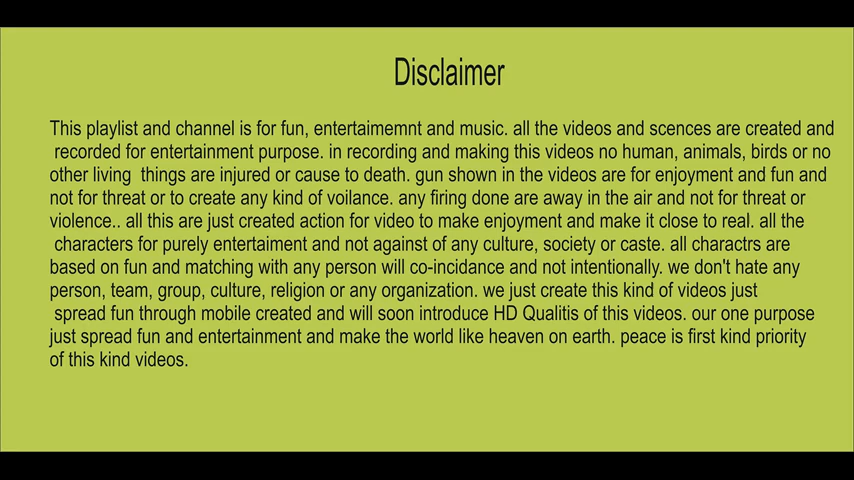 Disclaimer
This playlist and channel is for fun, entertaimemnt and music. all the videos and scences are created and
recorded for entertainment purpose. in recording and making this videos no human, animals, birds or no
other living things are injured or cause to death. gun shown in the videos are for enjoyment and fun and
not for threat or to create any kind of voilance. any firing done are away in the air and not for threat or
violence.. all this are just created action for video to make enjoyment and make it close to real. all the
characters for purely entertaiment and not against of any culture, society or caste. all charactrs are
based on fun and matching with any person will co-incidance and not intentionally. we don't hate any
person, team, group, culture, religion or any organization. we just create this kind of videos just
spread fun through mobile created and will soon introduce HD Qualitis of this videos. our one purpose
just spread fun and entertainment and make the world like heaven on earth. peace is first kind priority
of this kind videos.